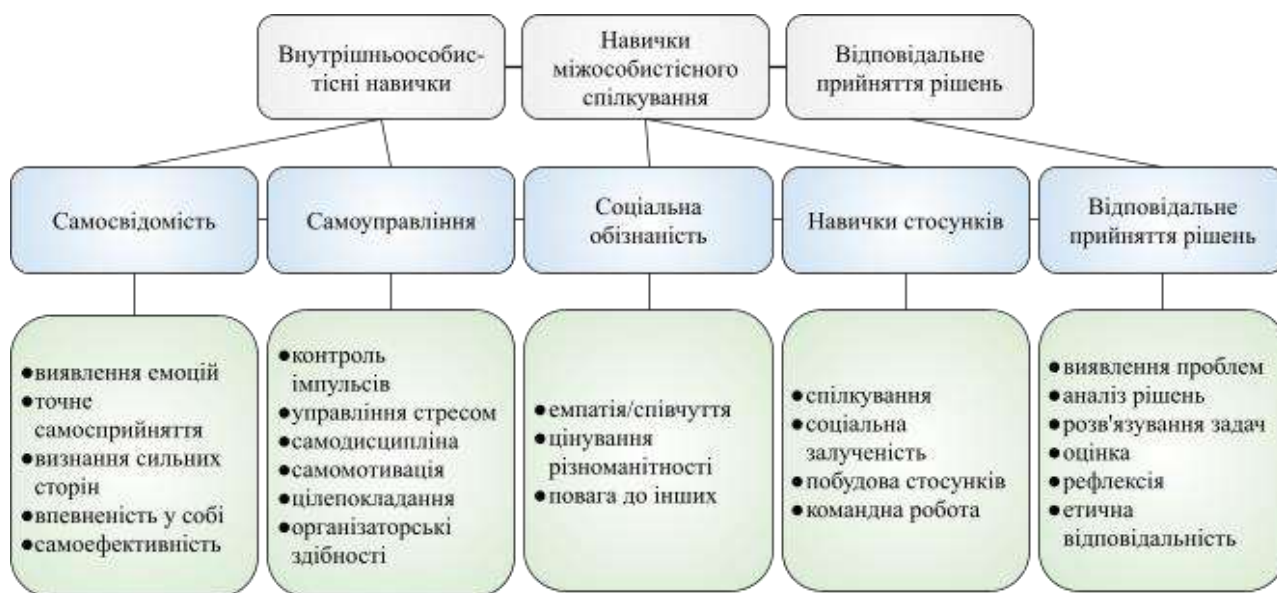 Внутрішньоособис-
тісні навички
Навички
міжособистісного
спілкування
Відповідальне
прийняття рішень
Самосвідомість
Самоуправління
Соціальна
обізнаність
Навички стосунків
Відповідальне
прийняття рішень
●виявлення емоцій
●точне
самосприйняття
●визнання сильних
сторін
●впевненість у собі
●самоефективність
●контроль
імпульсів
●управління стресом
●самодисципліна
●самомотивація
●цілепокладання
●організаторські
здібності
●емпатія/співчуття
●цінування
різноманітності
●повага до інших
●спілкування
●соціальна
залученість
●побудова стосунків
●командна робота
●виявлення проблем
●аналіз рішень
●розв'язування задач
●оцінка
●рефлексія
●етична
відповідальність